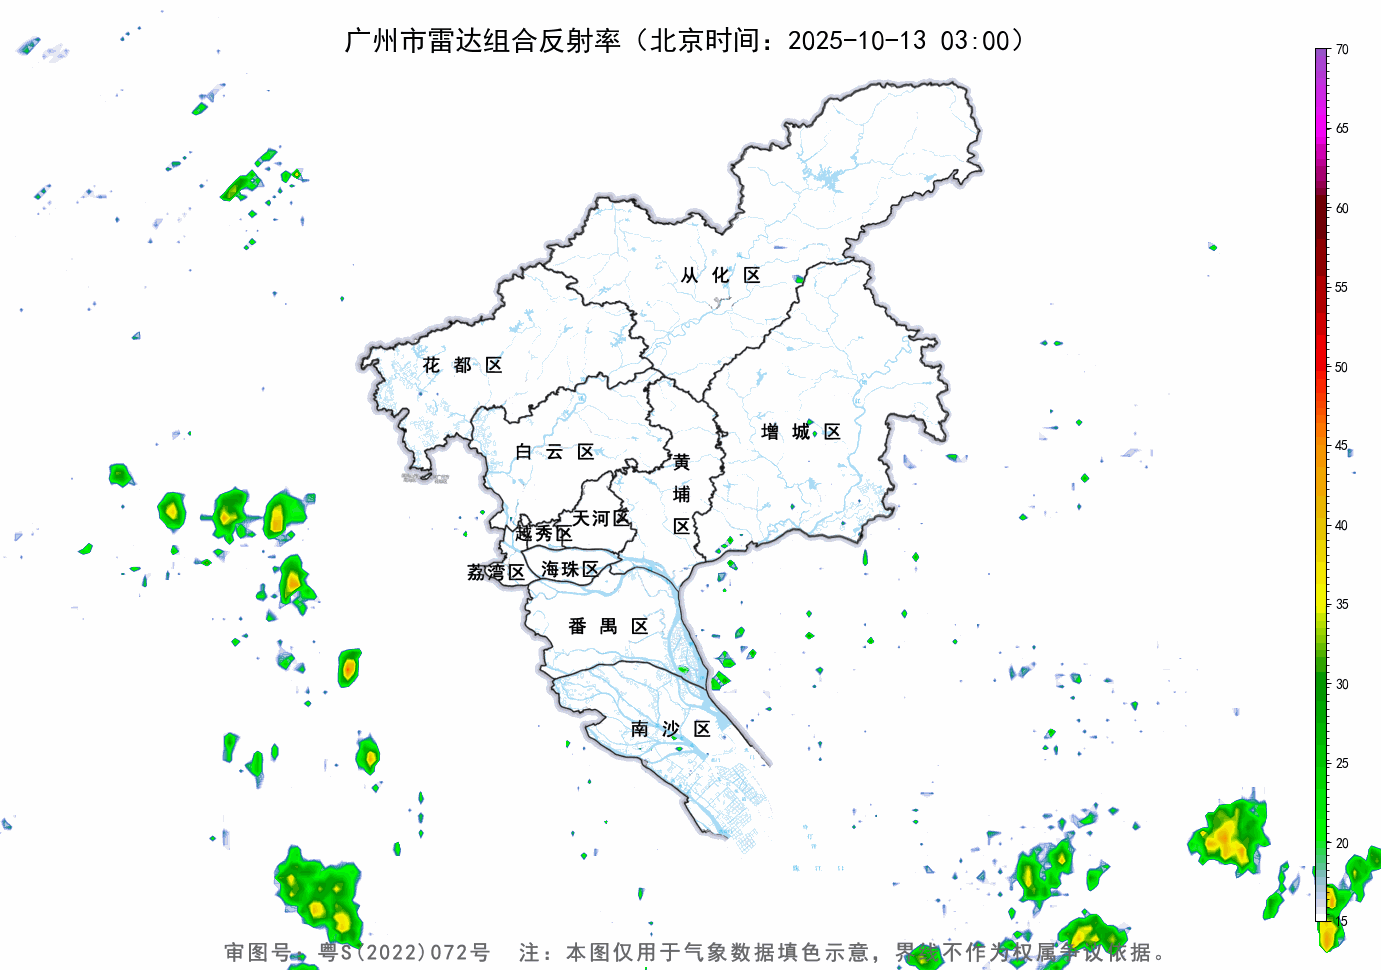 广州市雷达组合反射率（北京时间：2025-10-13 03:00）
70
65
60
55
50
45
40
35
30
25
20
15
从化区
花都区
增城区
白云区
黄埔区
天河区
越秀区
荔湾区
海珠区
番禺区
南沙区
审图号：粤S(2022)072号 注：本图仅用于气象数据填色示意，界线不作为权属争议依据。